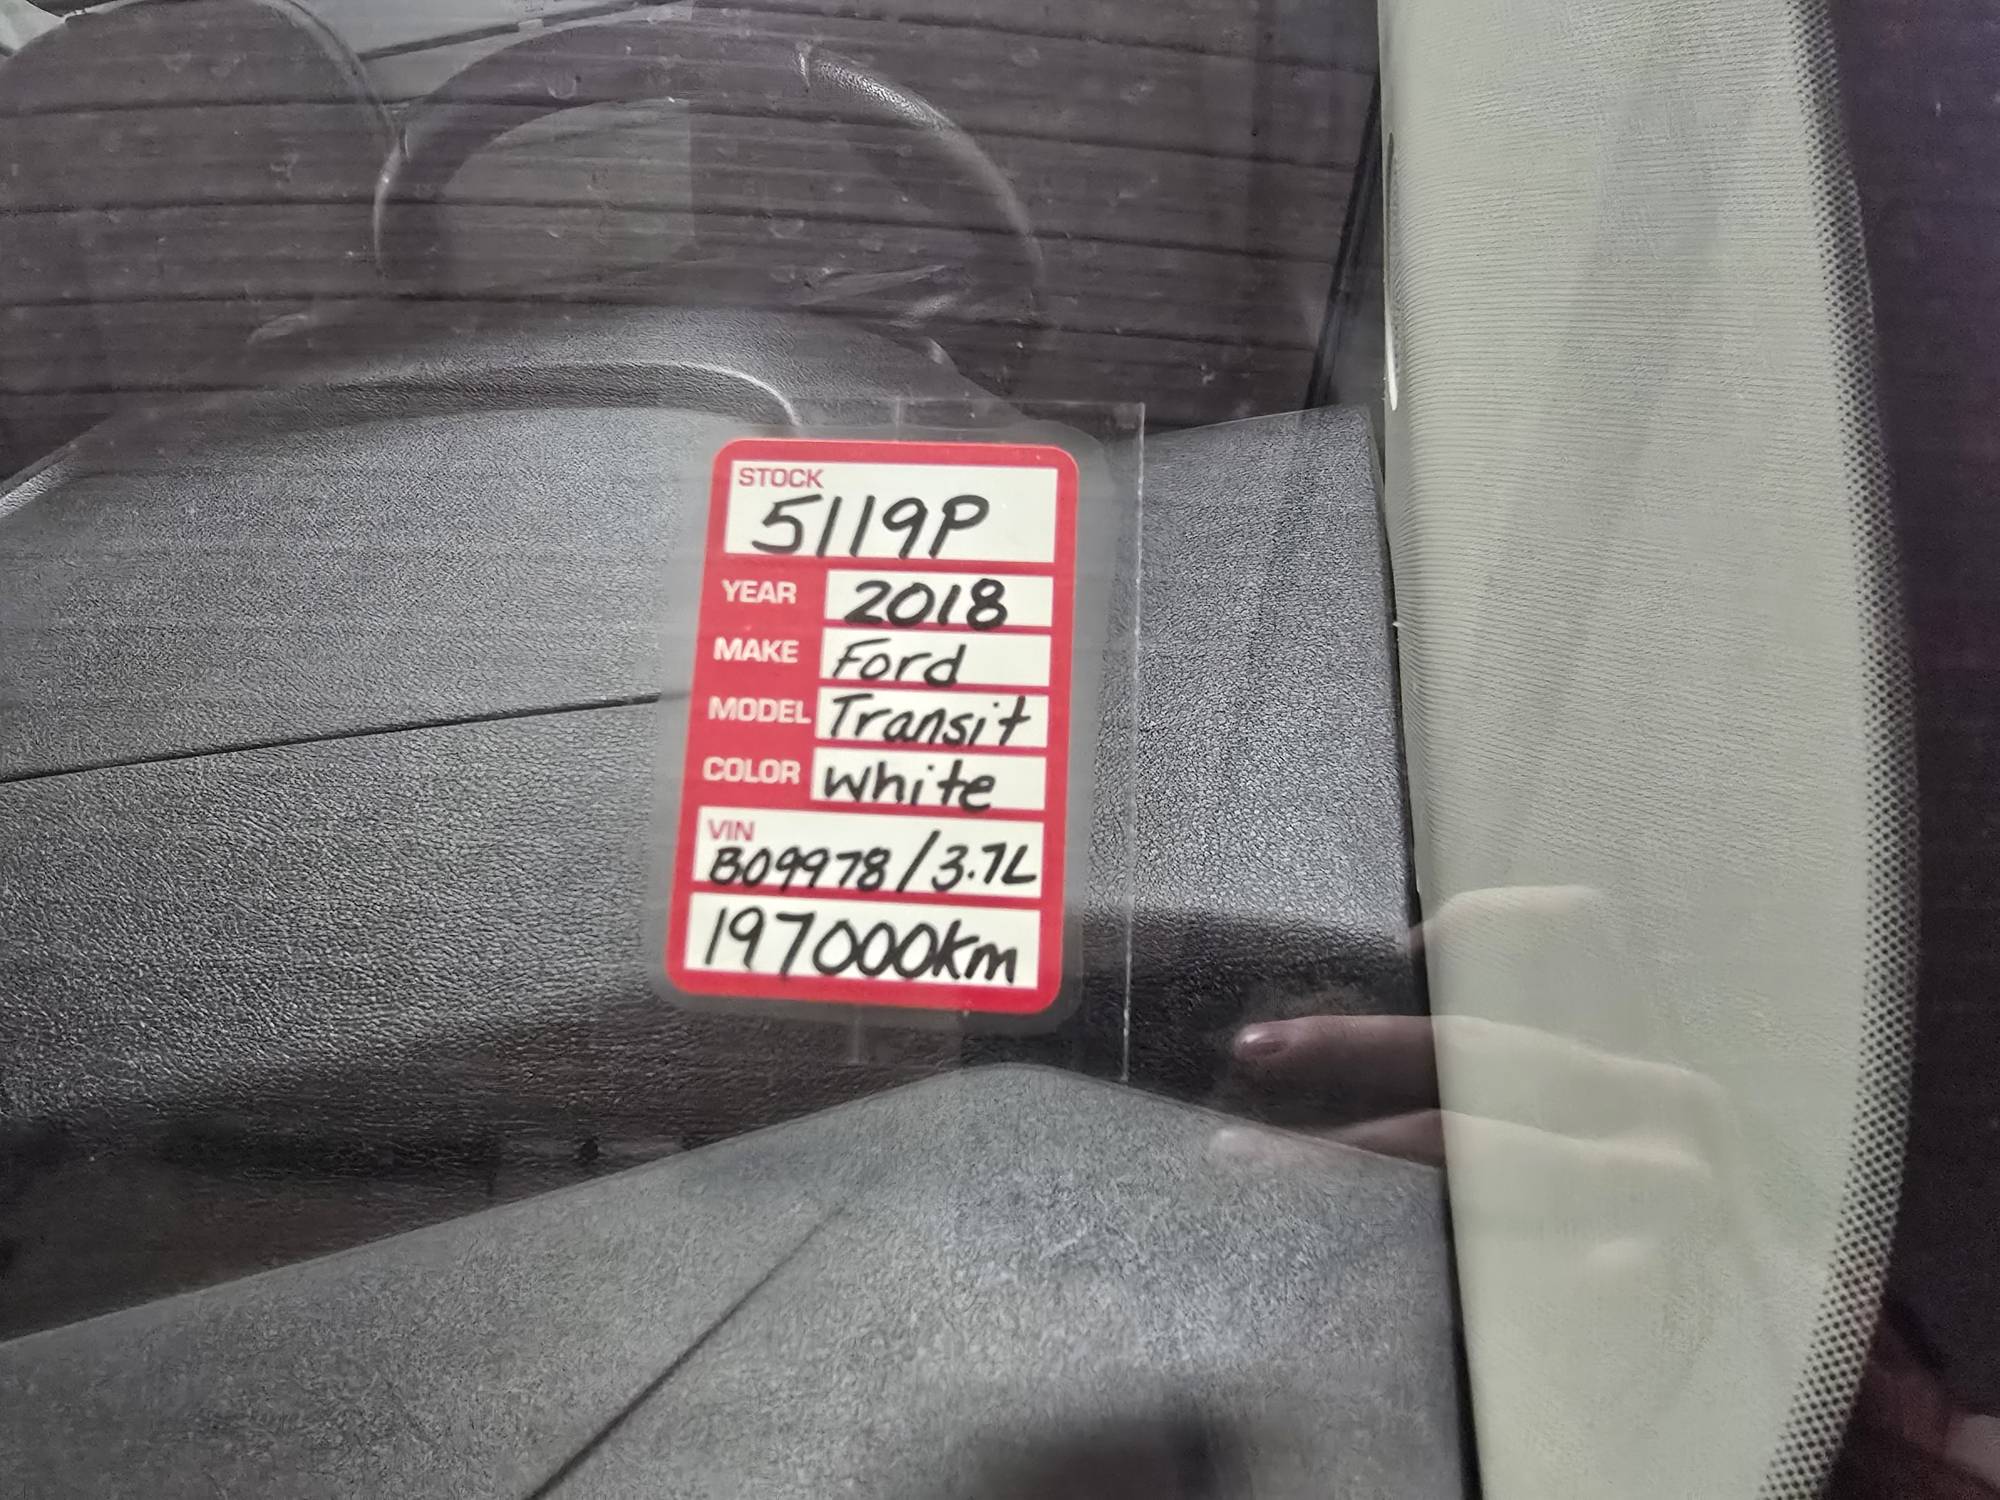 STOCK
5119P
YEAR 2018
MAKE Ford
MODEL Transit
COLOR White
VIN
B09978/3.7L
197000km